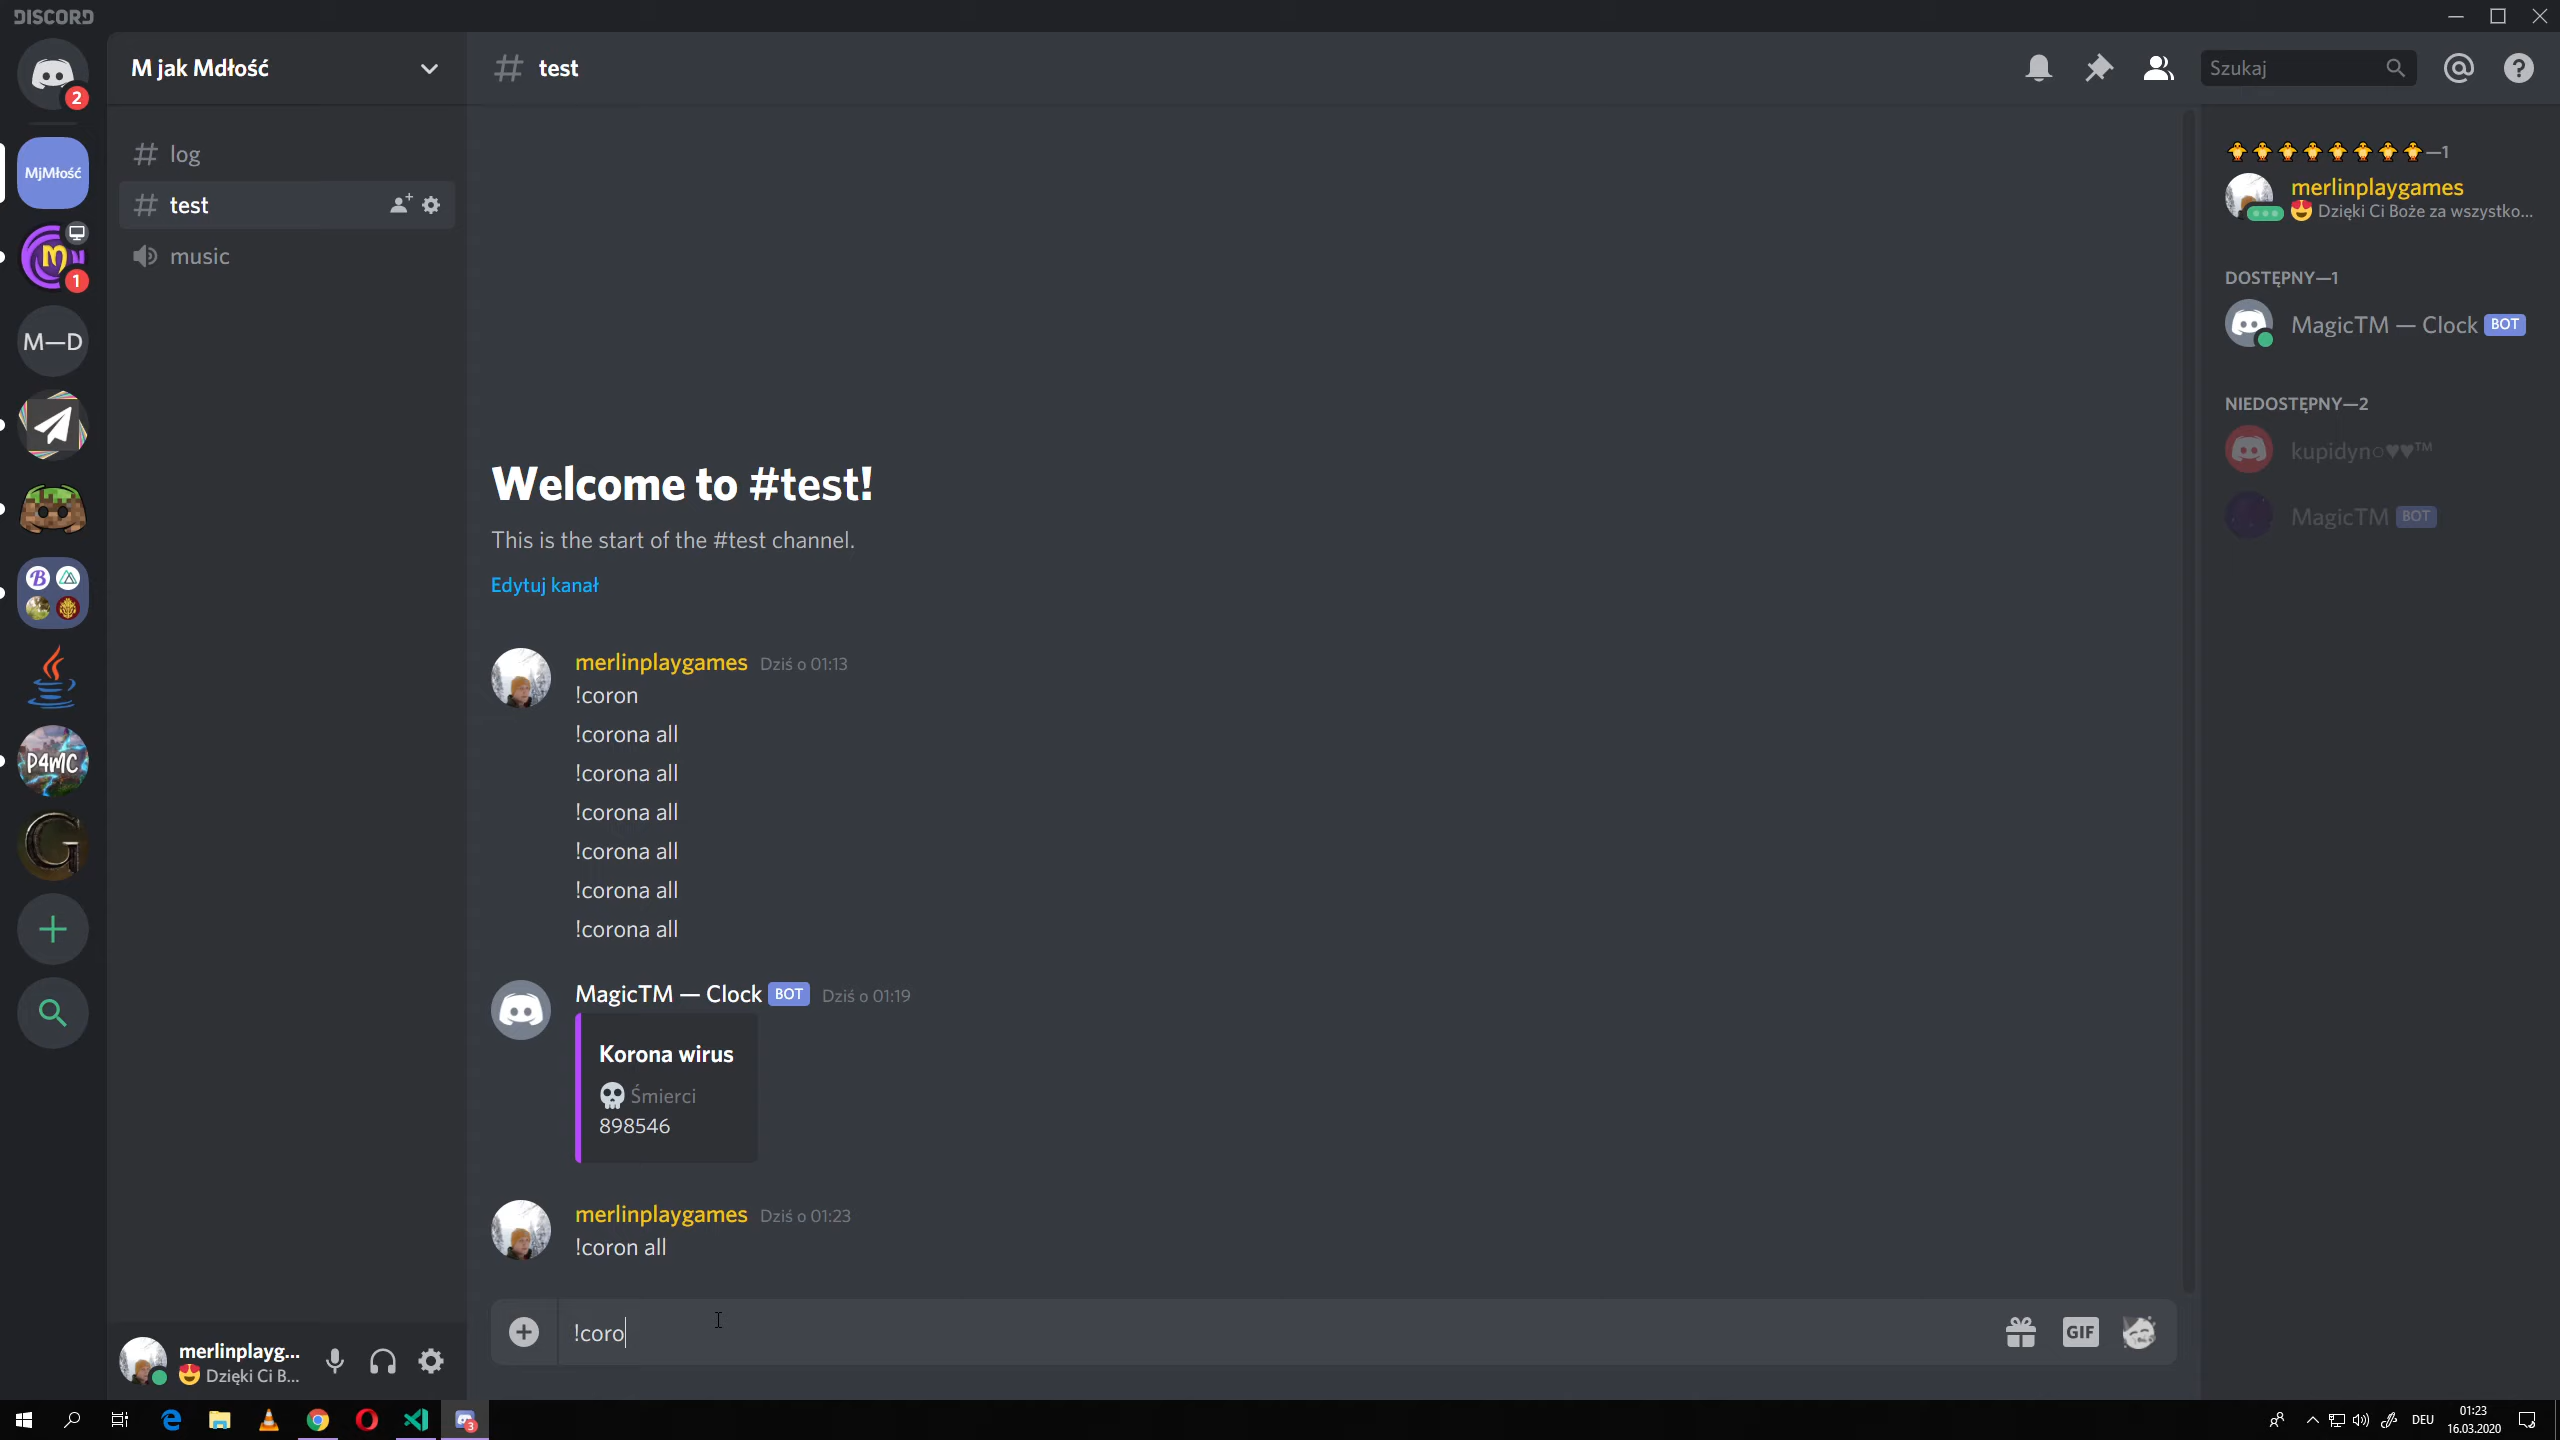 DISCORD
2
M jak Mdłość
# test
Szukaj
MjMłość
# log
# test
music
1
M—D
P4MC
G
Welcome to #test!
This is the start of the #test channel.
Edytuj kanał
merlinplaygames Dziś o 01:13
!coron
!corona all
!corona all
!corona all
!corona all
!corona all
!corona all
MagicTM — Clock BOT Dziś o 01:19
Korona wirus
Śmierci
898546
merlinplaygames Dziś o 01:23
!coron all
!coro
GIF
—1
merlinplaygames
Dzięki Ci Boże za wszystko...
DOSTĘPNY—1
MagicTM — Clock BOT
NIEDOSTĘPNY—2
kupidyn○♥♥™
MagicTM BOT
merlinplayg...
Dzięki Ci B...
3
DEU
01:23
16.03.2020